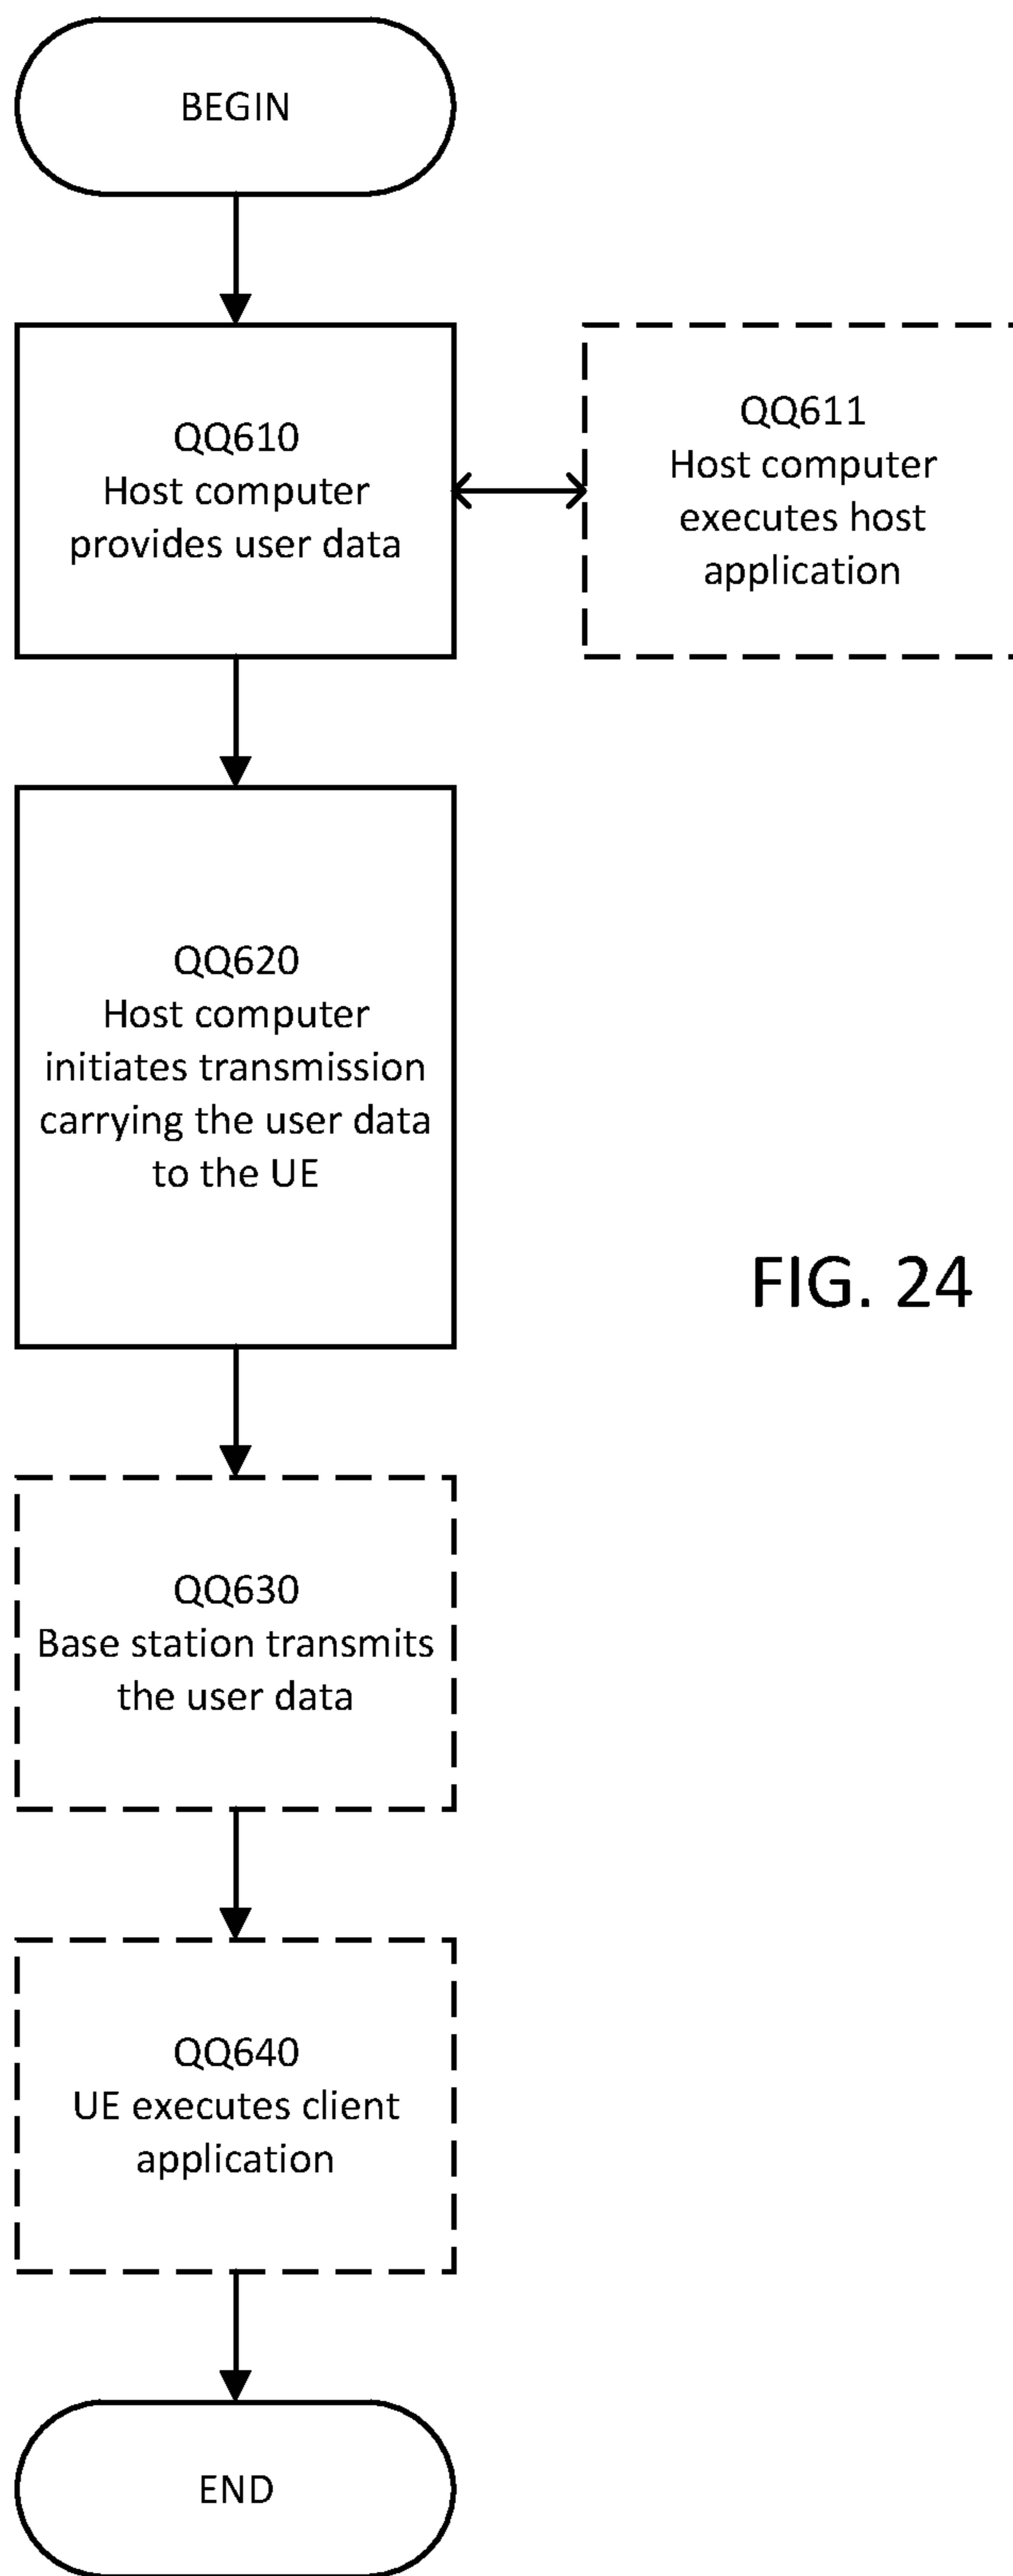 BEGIN
QQ610
Host computer
provides user data
QQ611
Host computer
executes host
application
QQ620
Host computer
initiates transmission
carrying the user data
to the UE
FIG. 24
QQ630
Base station transmits
the user data
QQ640
UE executes client
application
END